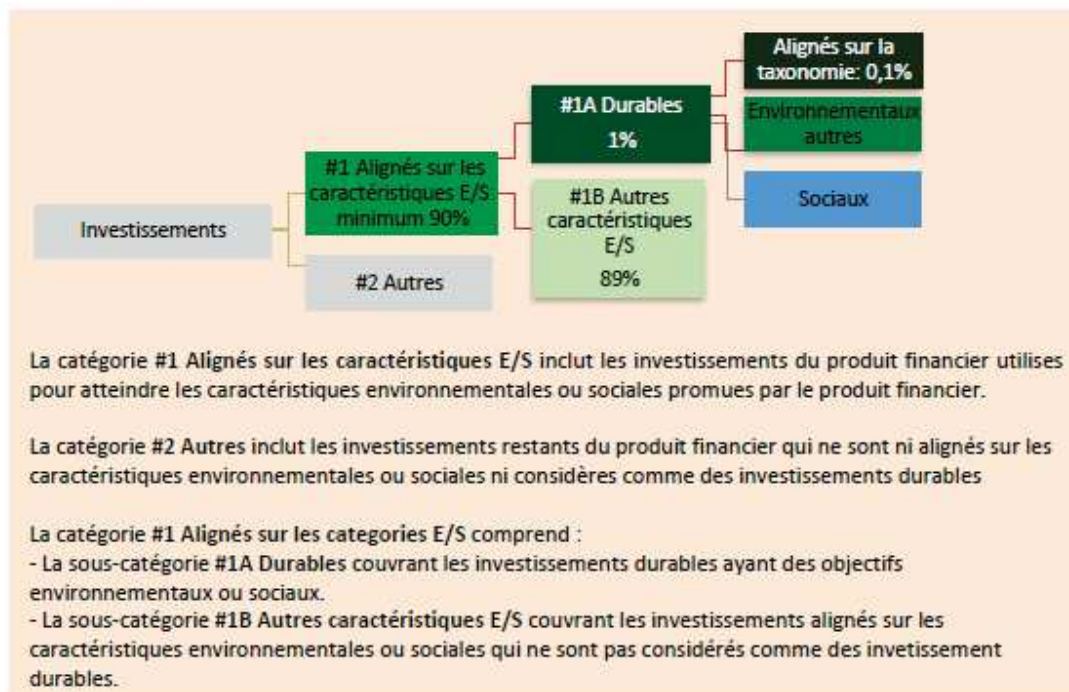 Investissements
#1 Alignés sur les
caractéristiques E/S
minimum 90%
#2 Autres
#1A Durables
1%
#1B Autres
caractéristiques
E/S
89%
Alignés sur la
taxonomie: 0,1%
Environnementaux
autres
Sociaux
La catégorie #1 Alignés sur les caractéristiques E/S inclut les investissements du produit financier utilises
pour atteindre les caractéristiques environnementales ou sociales promues par le produit financier.
La catégorie #2 Autres inclut les investissements restants du produit financier qui ne sont ni alignés sur les
caractéristiques environnementales ou sociales ni considères comme des investissements durables
La catégorie #1 Alignés sur les categories E/S comprend :
- La sous-catégorie #1A Durables couvrant les investissements durables ayant des objectifs
environnementaux ou sociaux.
- La sous-catégorie #1B Autres caractéristiques E/S couvrant les investissements alignés sur les
caractéristiques environnementales ou sociales qui ne sont pas considérés comme des invetissement
durables.